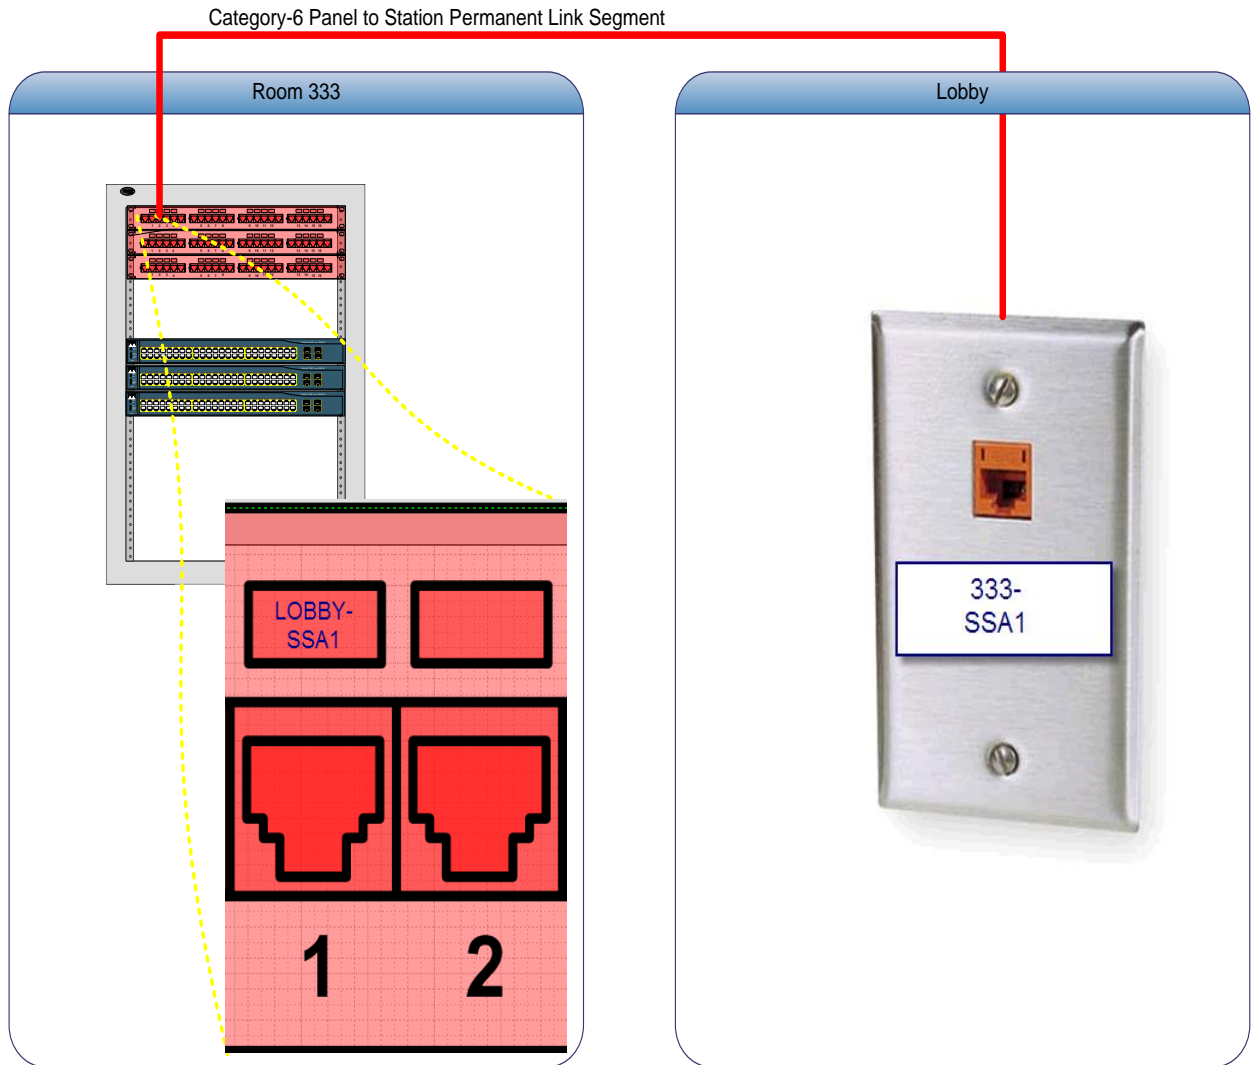 Category-6 Panel to Station Permanent Link Segment
Room 333
Lobby
LOBBY-
SSA1
333-
SSA1
1 2